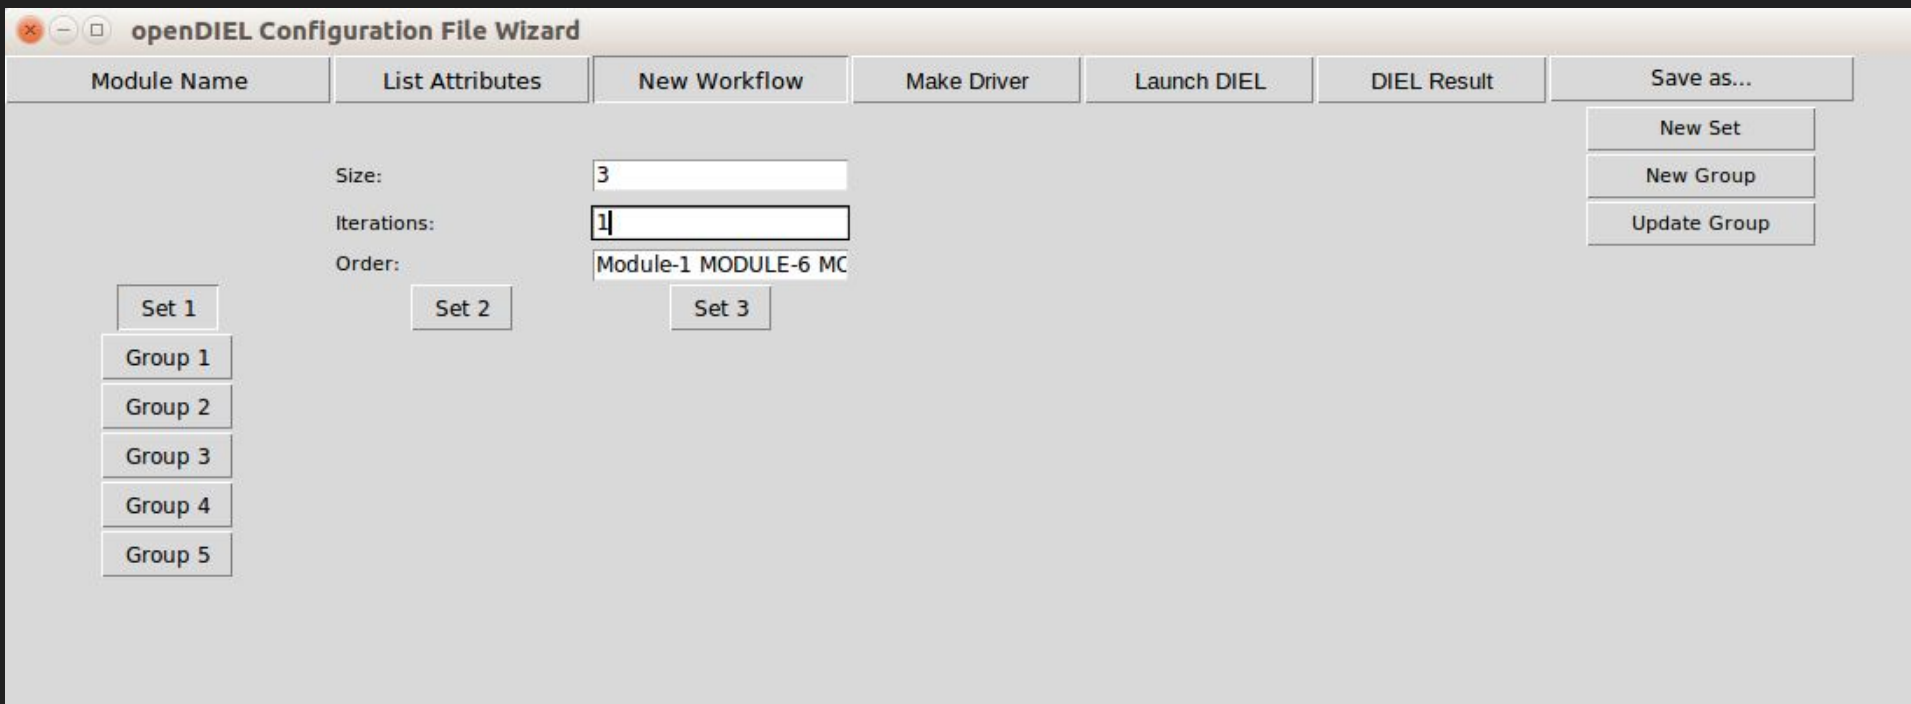 openDIEL Configuration File Wizard
Module Name List Attributes New Workflow Make Driver Launch DIEL DIEL Result Save as...
New Set
Size: 3 New Group
Iterations: 1 Update Group
Order: Module-1 MODULE-6 MO
Set 1 Set 2 Set 3
Group 1
Group 2
Group 3
Group 4
Group 5